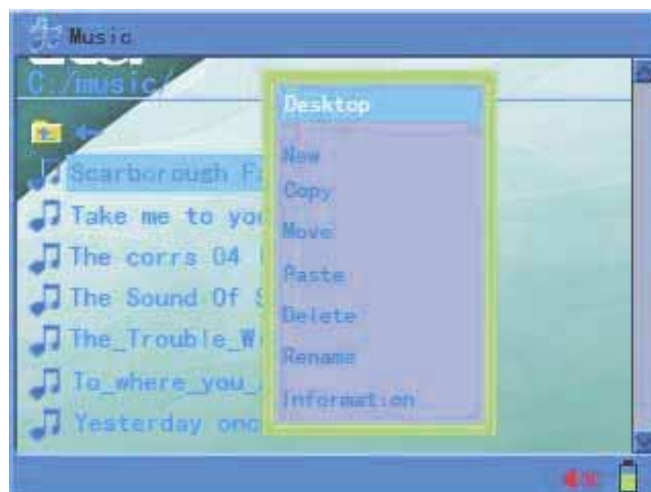 Music
C:/music/
Scarborough F
Take me to you
The corrs 04
The Sound Of S
The_Trouble_W
To_where_you_
Yesterday onc
Desktop
New
Copy
Move
Paste
Delete
Rename
Information